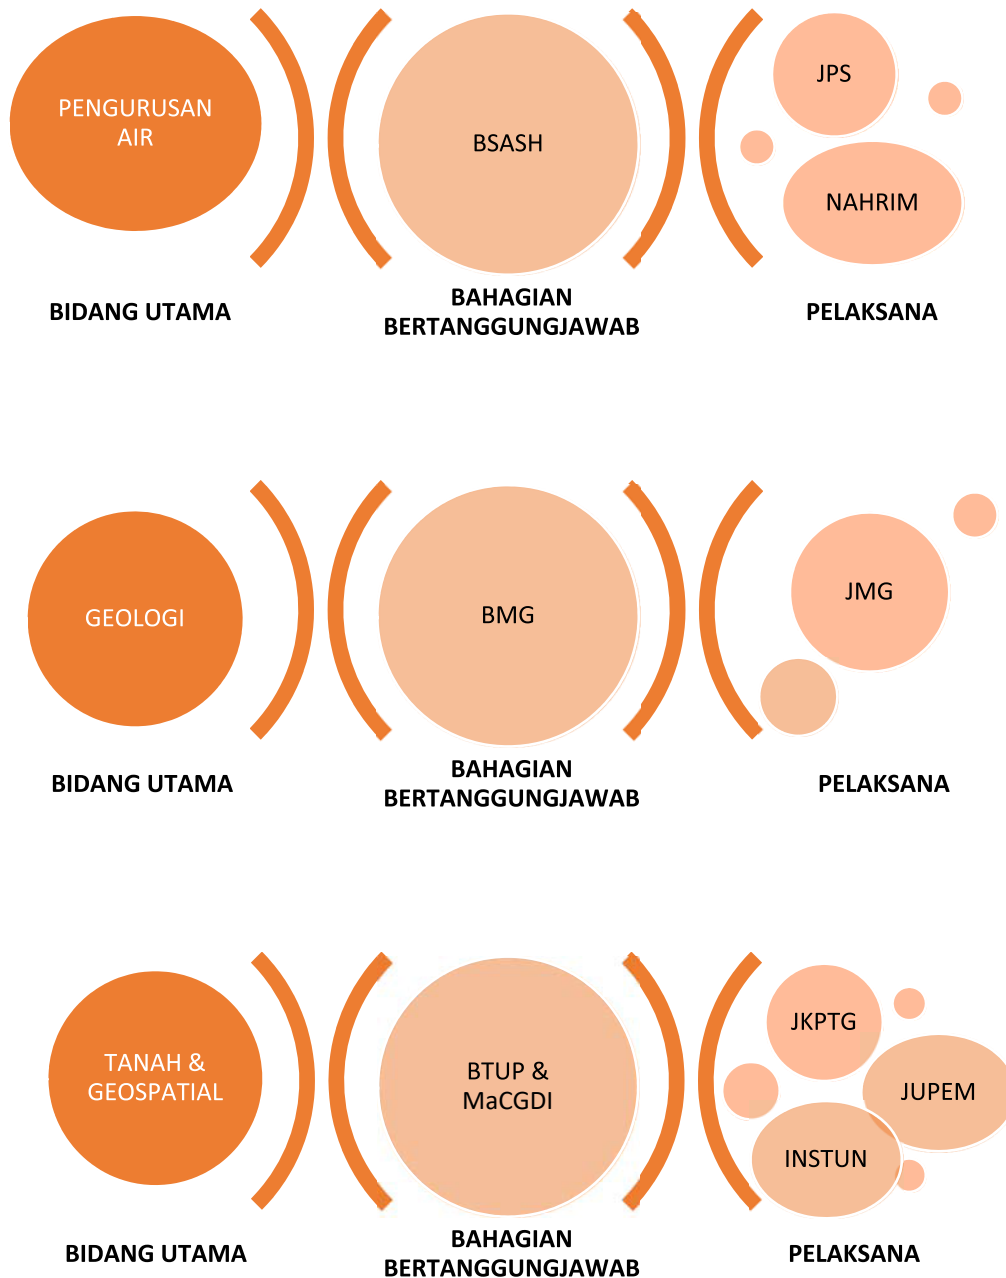 PENGURUSAN
AIR
BSASH
JPS
NAHRIM
BIDANG UTAMA
BAHAGIAN
BERTANGGUNGJAWAB
PELAKSANA
GEOLOGI
BMG
JMG
BIDANG UTAMA
BAHAGIAN
BERTANGGUNGJAWAB
PELAKSANA
TANAH &
GEOSPATIAL
BTUP &
MaCGDI
JKPTG
JUPEM
INSTUN
BIDANG UTAMA
BAHAGIAN
BERTANGGUNGJAWAB
PELAKSANA